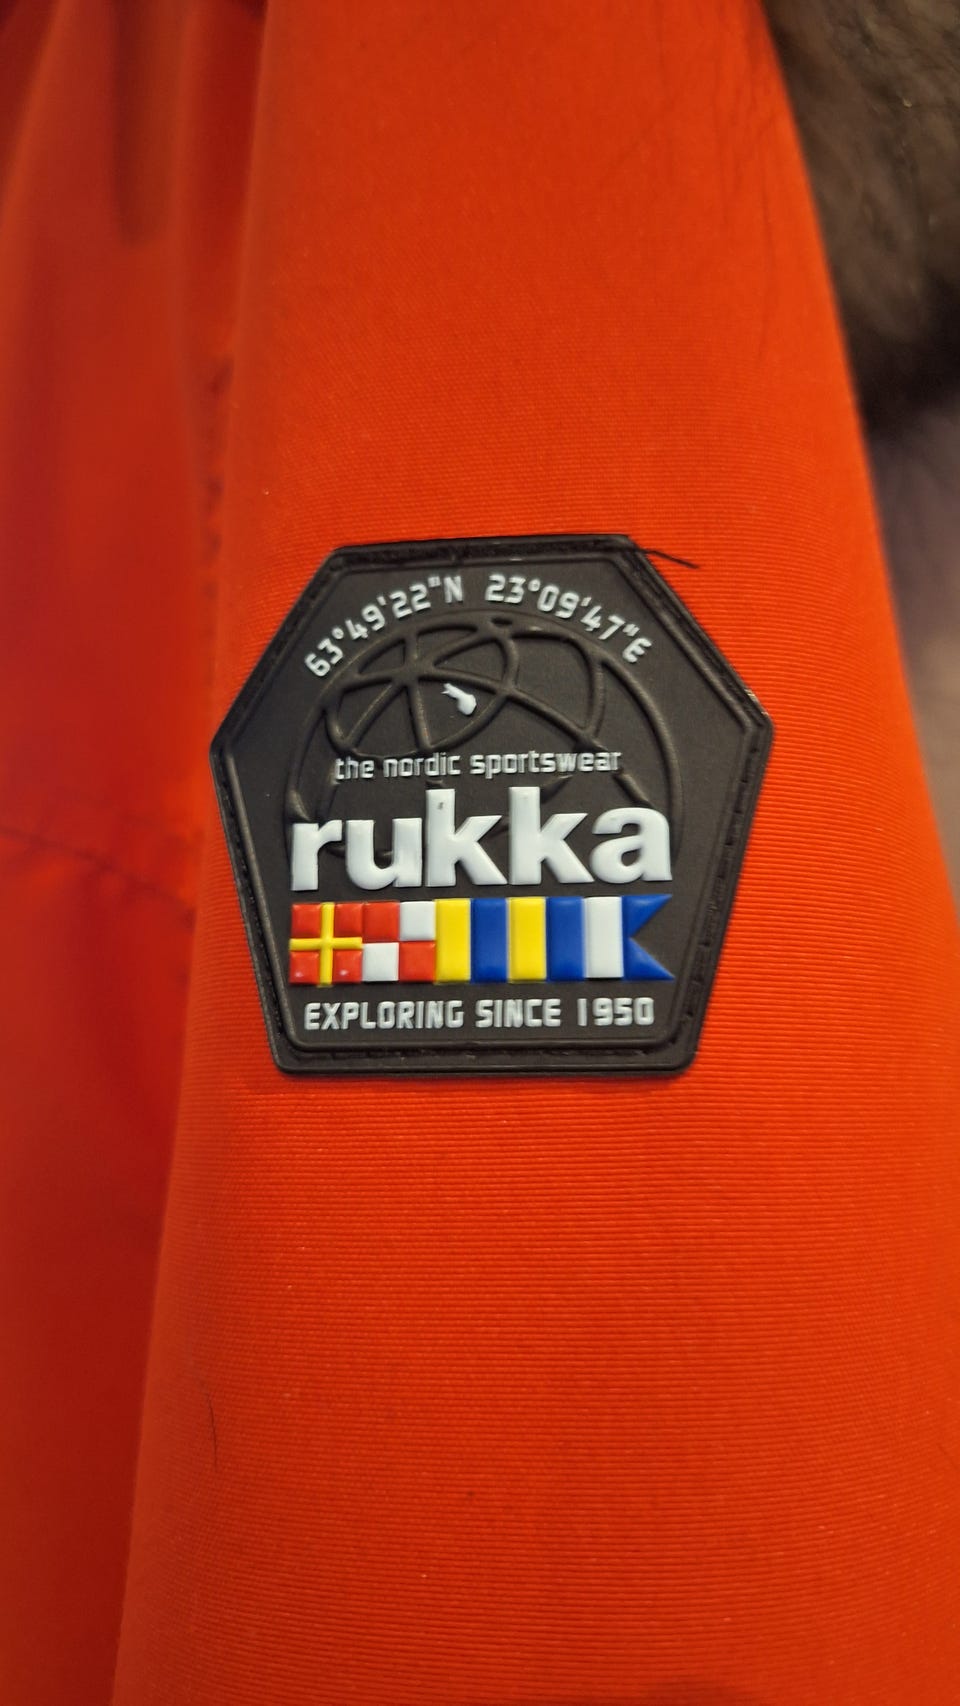 63°49'22"N 23°09'47"E
the nordic sportswear
rukka
EXPLORING SINCE 1950